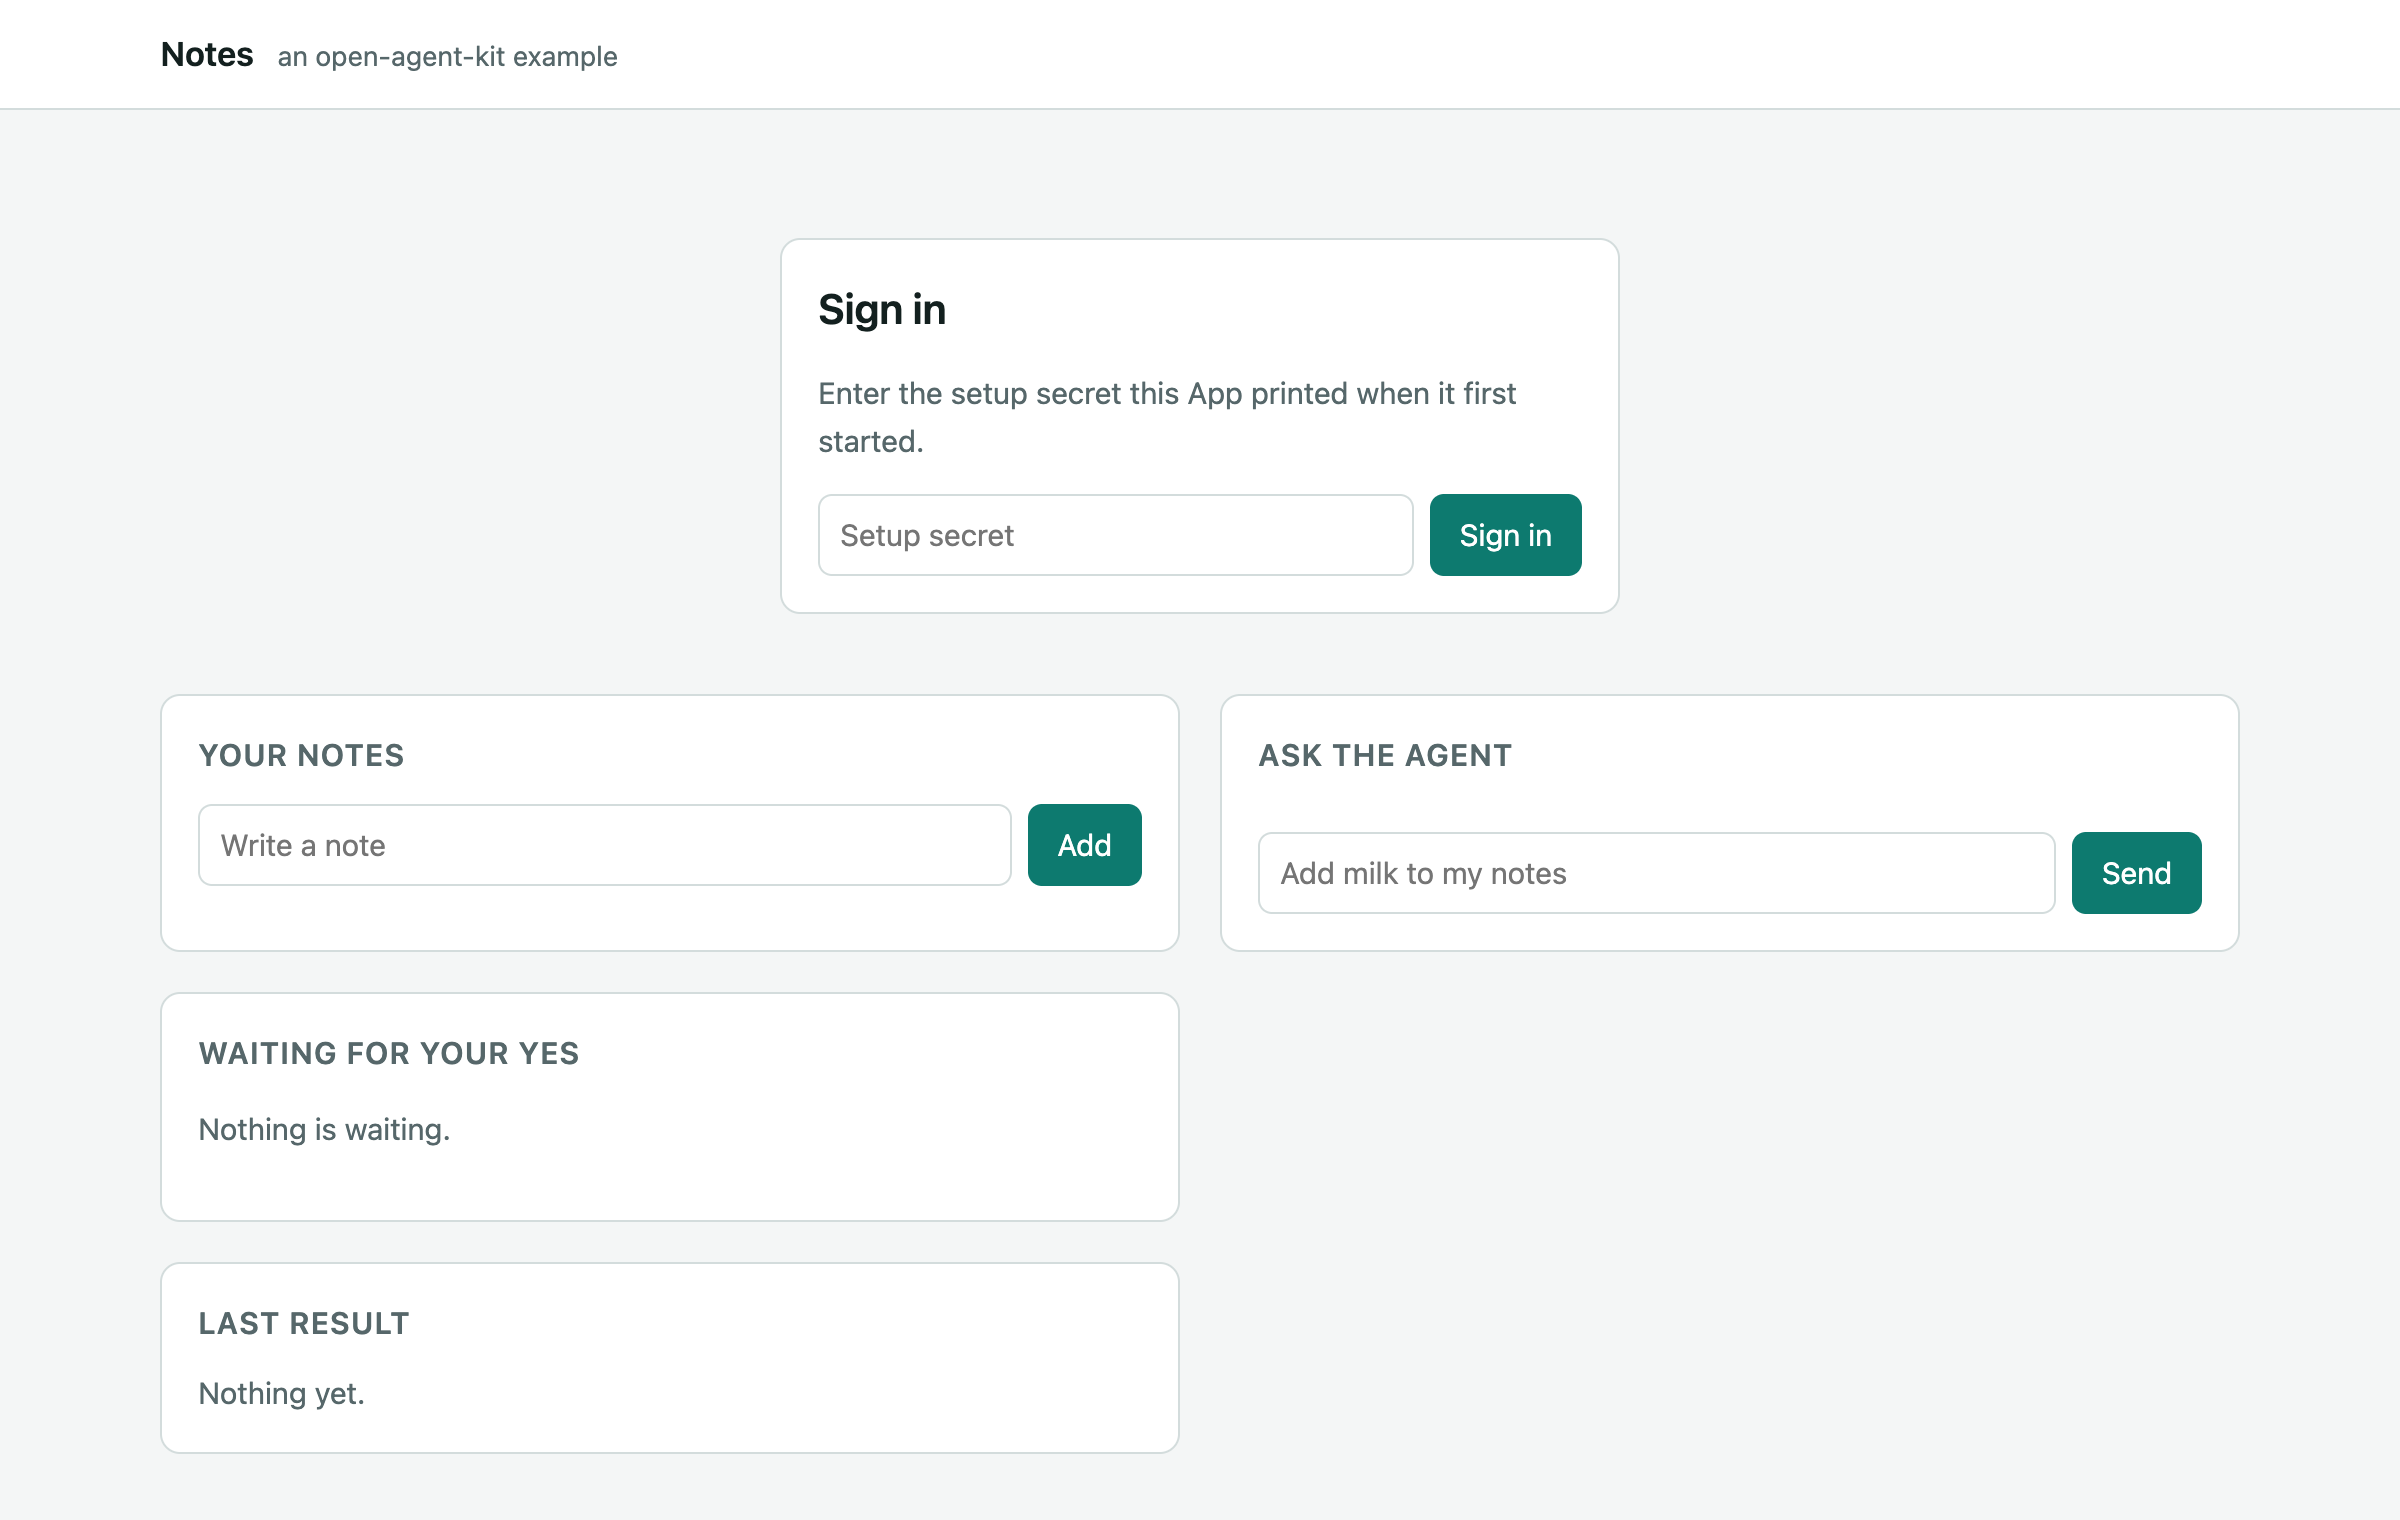 Notes an open-agent-kit example
Sign in
Enter the setup secret this App printed when it first
started.
Setup secret
Sign in
YOUR NOTES
Write a note
Add
ASK THE AGENT
Add milk to my notes
Send
WAITING FOR YOUR YES
Nothing is waiting.
LAST RESULT
Nothing yet.